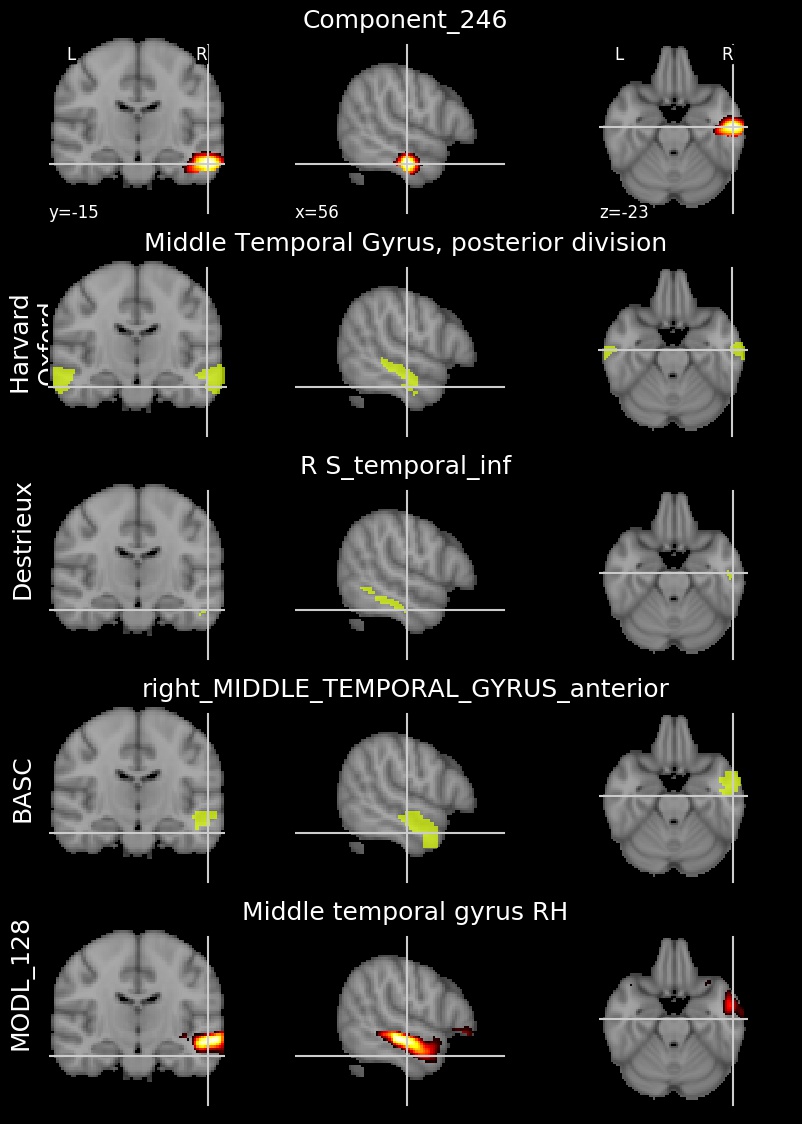 Component_246
L R L R
y=-15 x=56 z=-23
Middle Temporal Gyrus, posterior division
Harvard
Oxford
R S_temporal_inf
Destrieux
right_MIDDLE_TEMPORAL_GYRUS_anterior
BASC
Middle temporal gyrus RH
MODL_128